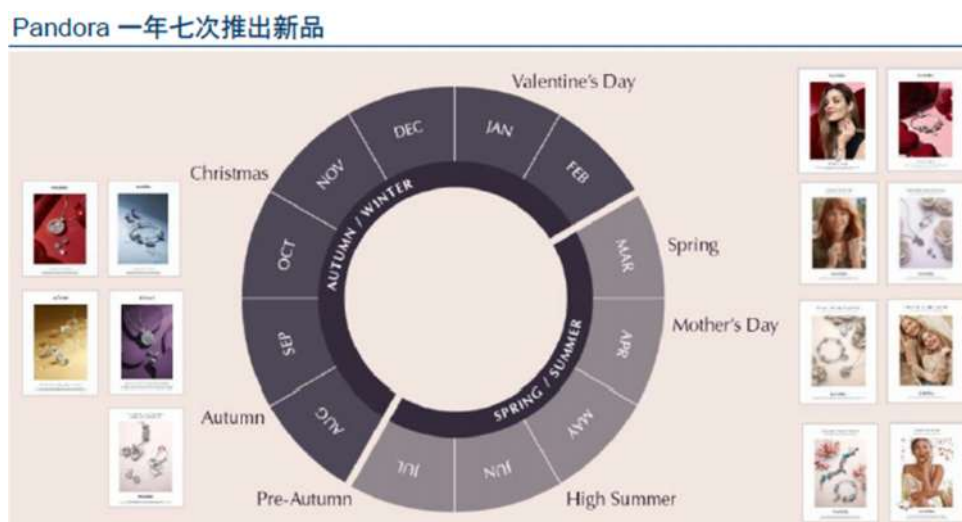 Pandora 一年七次推出新品
Valentine's Day
Christmas
Spring
Mother's Day
Autumn
Pre-Autumn
High Summer
JAN
FEB
MAR
APR
MAY
JUN
JUL
AUG
SEP
OCT
NOV
DEC
AUTUMN / WINTER
SPRING / SUMMER